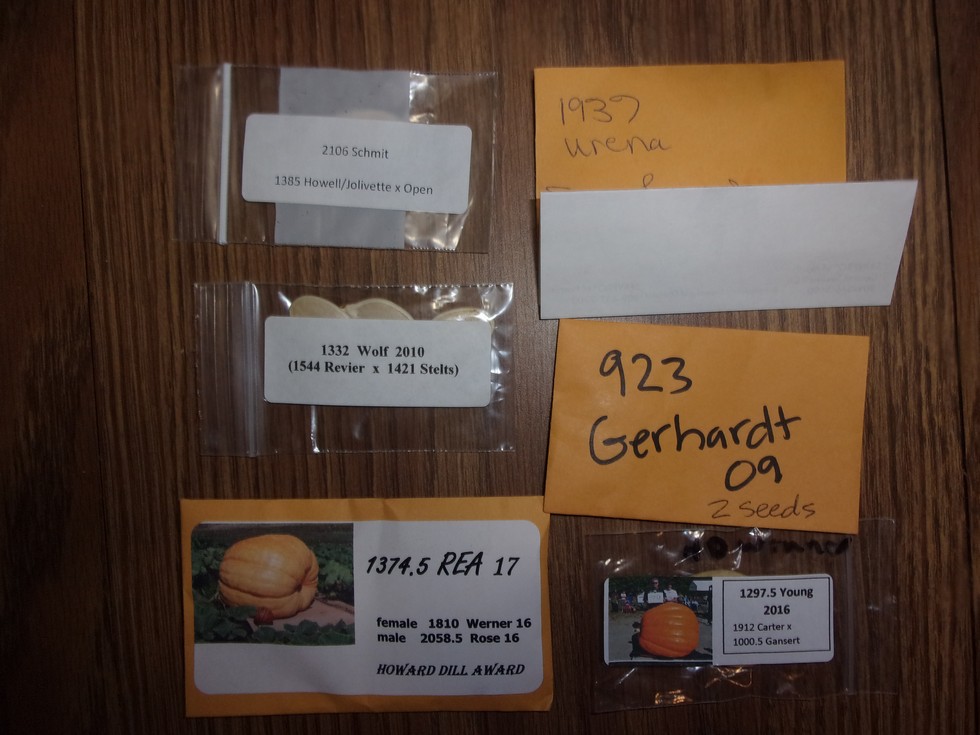 2106 Schmit
1385 Howell/Jolivette x Open
1937
urena
1332 Wolf 2010
(1544 Revier x 1421 Stelts)
923
Gerhardt
09
2 seeds
1374.5 REA 17
female 1810 Werner 16
male 2058.5 Rose 16
HOWARD DILL AWARD
1297.5 Young
2016
1912 Carter x
1000.5 Gansert